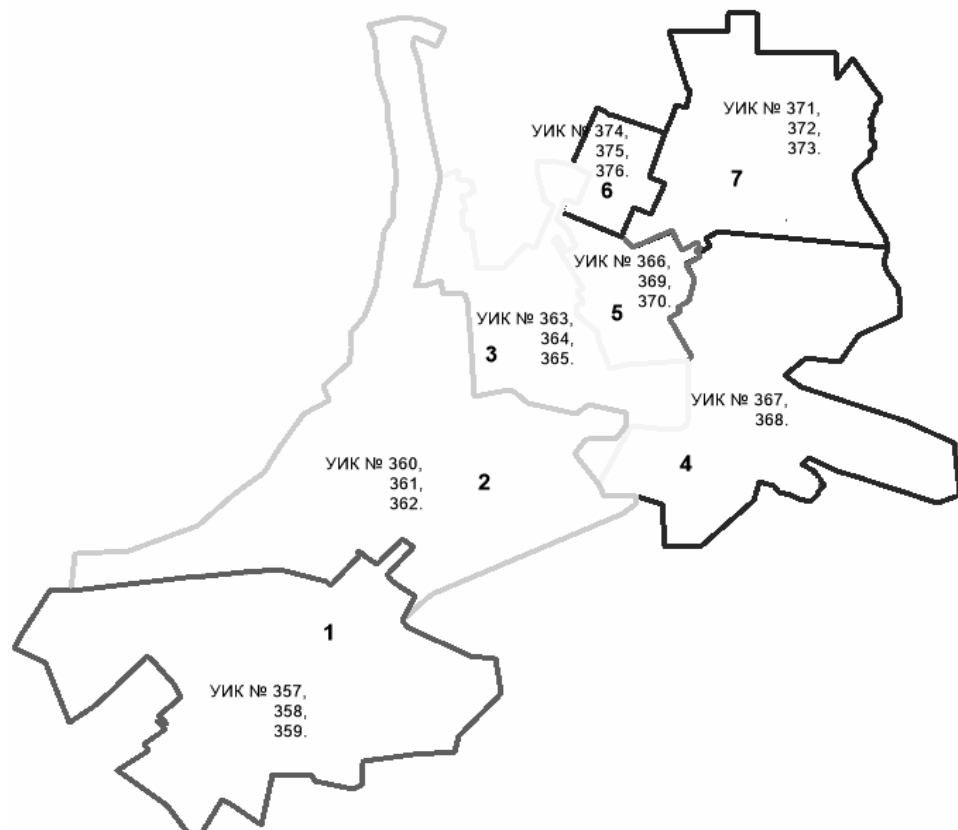 УИК № 371,
372,
373.
7
УИК № 374,
375,
376.
6
УИК № 366,
369,
370.
5
УИК № 363,
364,
365.
3
УИК № 367,
368.
4
УИК № 360,
361,
362.
2
1
УИК № 357,
358,
359.